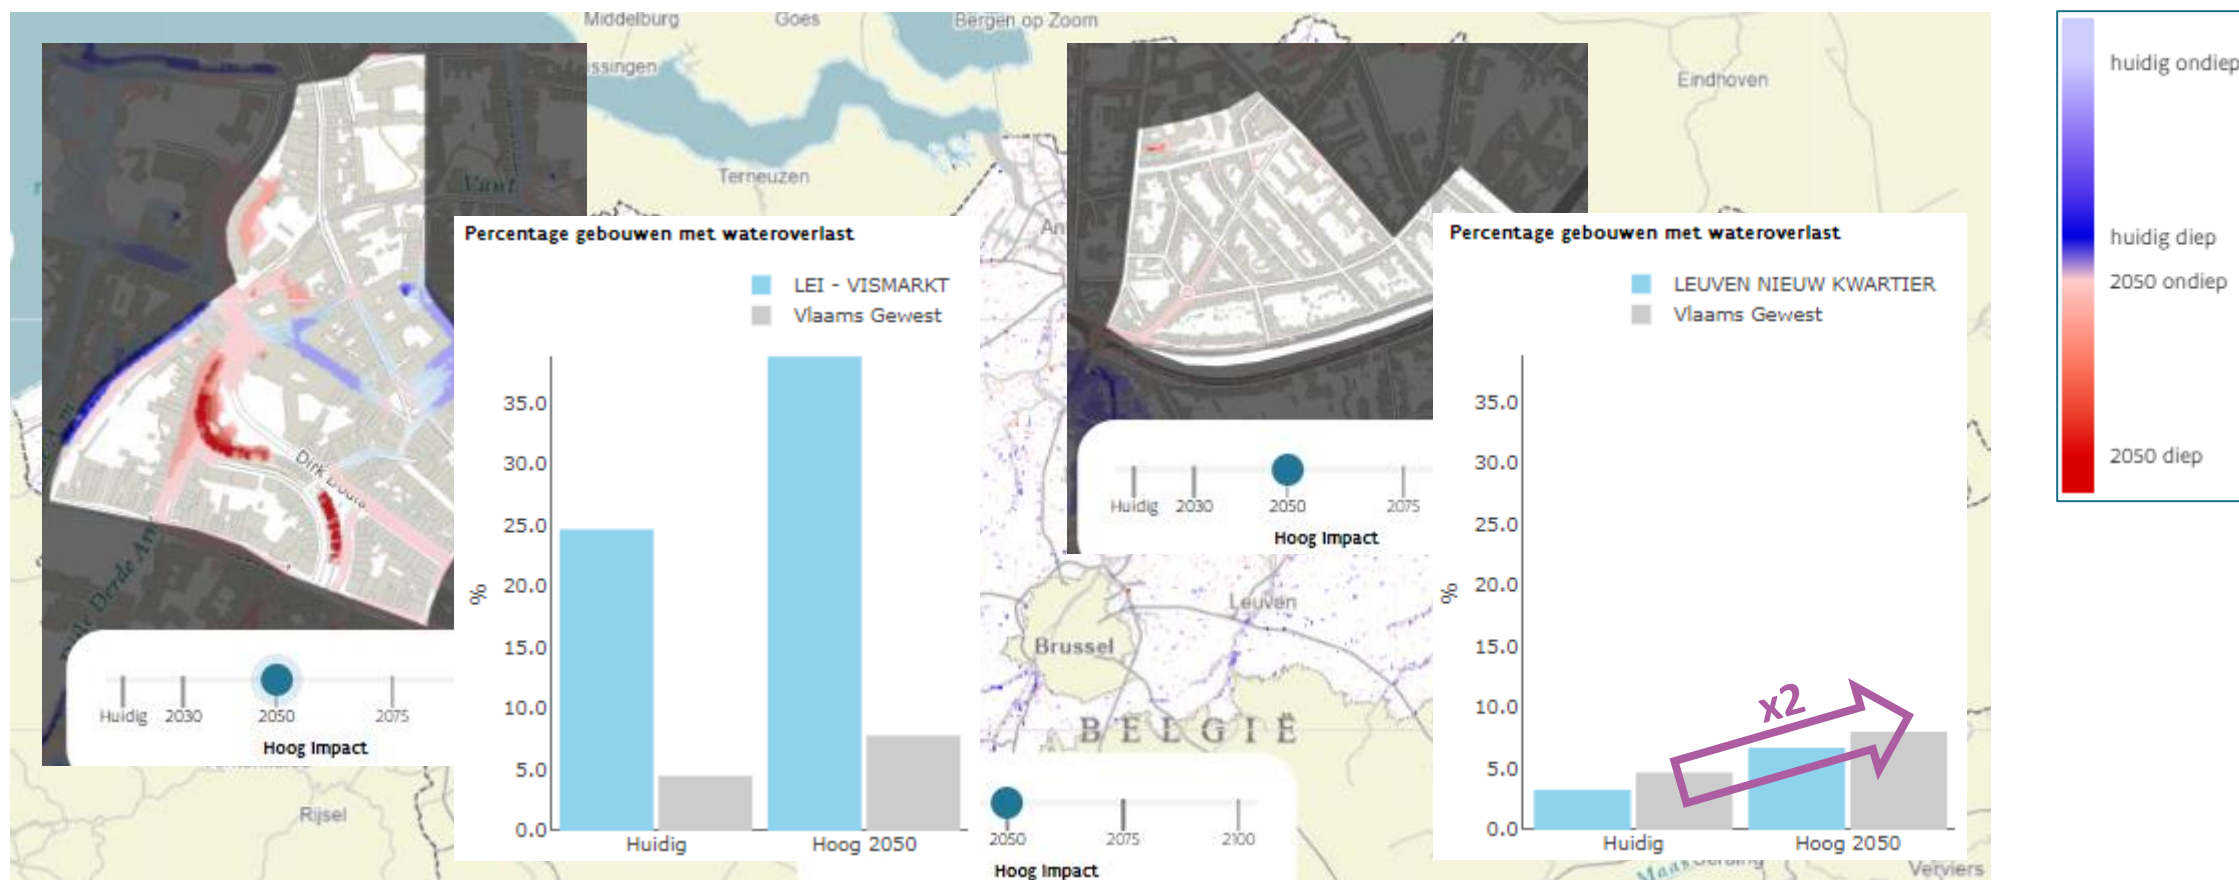 Middelburg
Goes
Bergen op Zoom
issingen
Eindhoven
Terneuzen
An
Leuven
Brussel
BELGIË
Rijsel
Maas
Verviers
Dirk Bouts
Derde Arm
Huidig 2030 2050 2075
Hoog Impact
Percentage gebouwen met wateroverlast
LEI - VISMARKT
Vlaams Gewest
35.0
30.0
25.0
20.0
15.0
10.0
5.0
0.0
%
Huidig
Hoog 2050
2050 2075 2100
Hoog Impact
Huidig 2030 2050 2075
Hoog Impact
Percentage gebouwen met wateroverlast
LEUVEN NIEUW KWARTIER
Vlaams Gewest
35.0
30.0
25.0
20.0
15.0
10.0
5.0
0.0
%
x2
Huidig
Hoog 2050
huidig ondiep
huidig diep
2050 ondiep
2050 diep